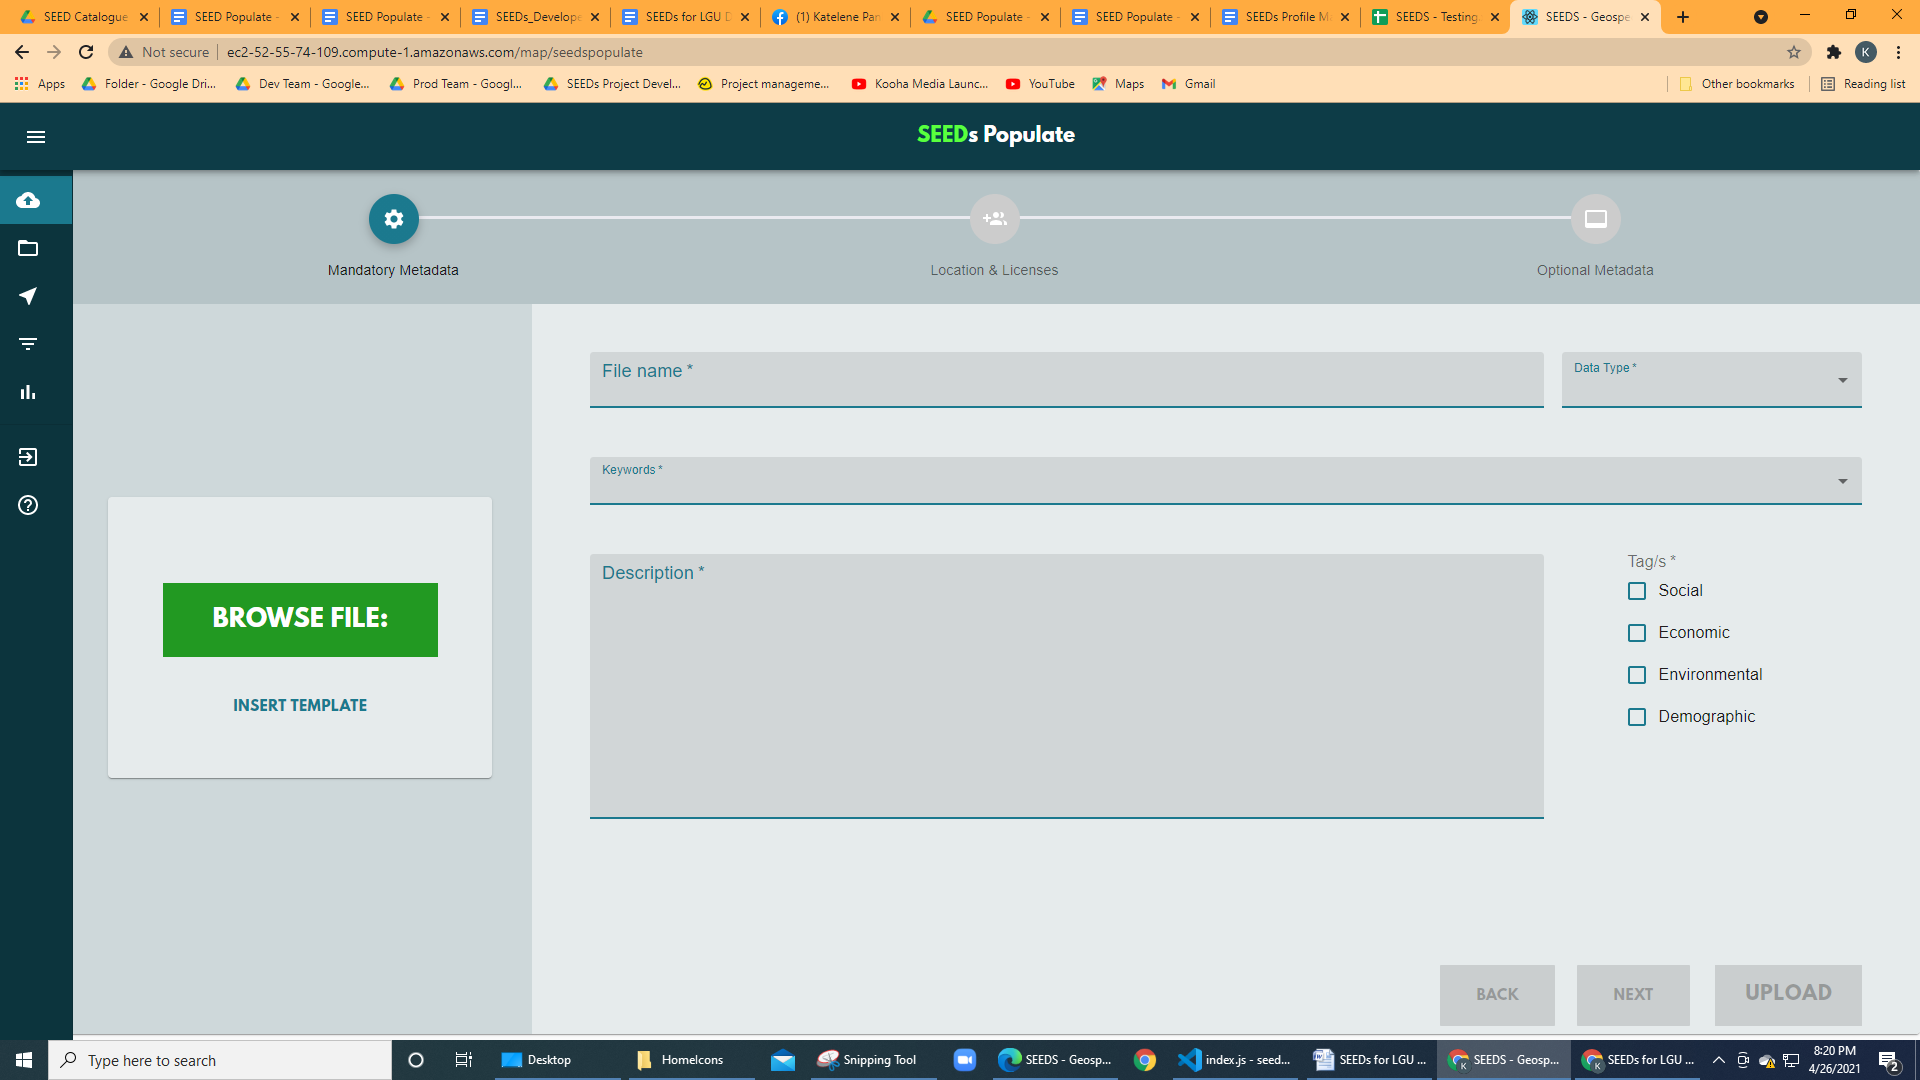 SEED Catalogue
SEED Populate -
SEED Populate -
SEEDs_Develope
SEEDs for LGU D
(1) Katelene Pan
SEED Populate -
SEED Populate -
SEEDs Profile M
SEEDS - Testing
SEEDS - Geospe
Not secure
ec2-52-55-74-109.compute-1.amazonaws.com/map/seedspopulate
K
Apps
Folder - Google Dri...
Dev Team - Google...
Prod Team - Googl...
SEEDs Project Devel...
Project manageme...
Kooha Media Launc...
YouTube
Maps
Gmail
Other bookmarks
Reading list
SEEDs Populate
Mandatory Metadata
Location & Licenses
Optional Metadata
File name *
Data Type *
Keywords *
Description *
Tag/s *
Social
Economic
Environmental
Demographic
BROWSE FILE:
INSERT TEMPLATE
BACK
NEXT
UPLOAD
Type here to search
Desktop
HomeIcons
Snipping Tool
SEEDS - Geosp...
index.js - seed...
SEEDs for LGU ...
SEEDS - Geosp...
SEEDs for LGU ...
8:20 PM
4/26/2021
2